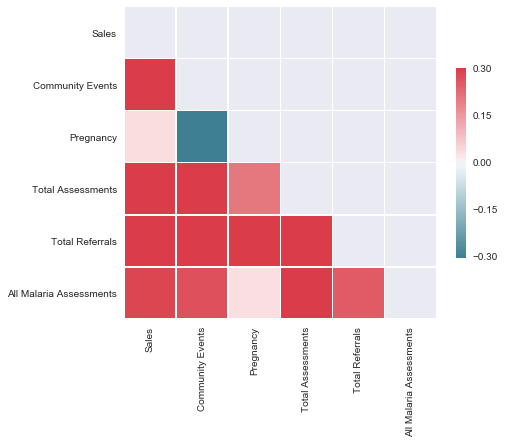 Sales
Community Events
Pregnancy
Total Assessments
Total Referrals
All Malaria Assessments
Sales
Community Events
Pregnancy
Total Assessments
Total Referrals
All Malaria Assessments
0.30
0.15
0.00
−0.15
−0.30